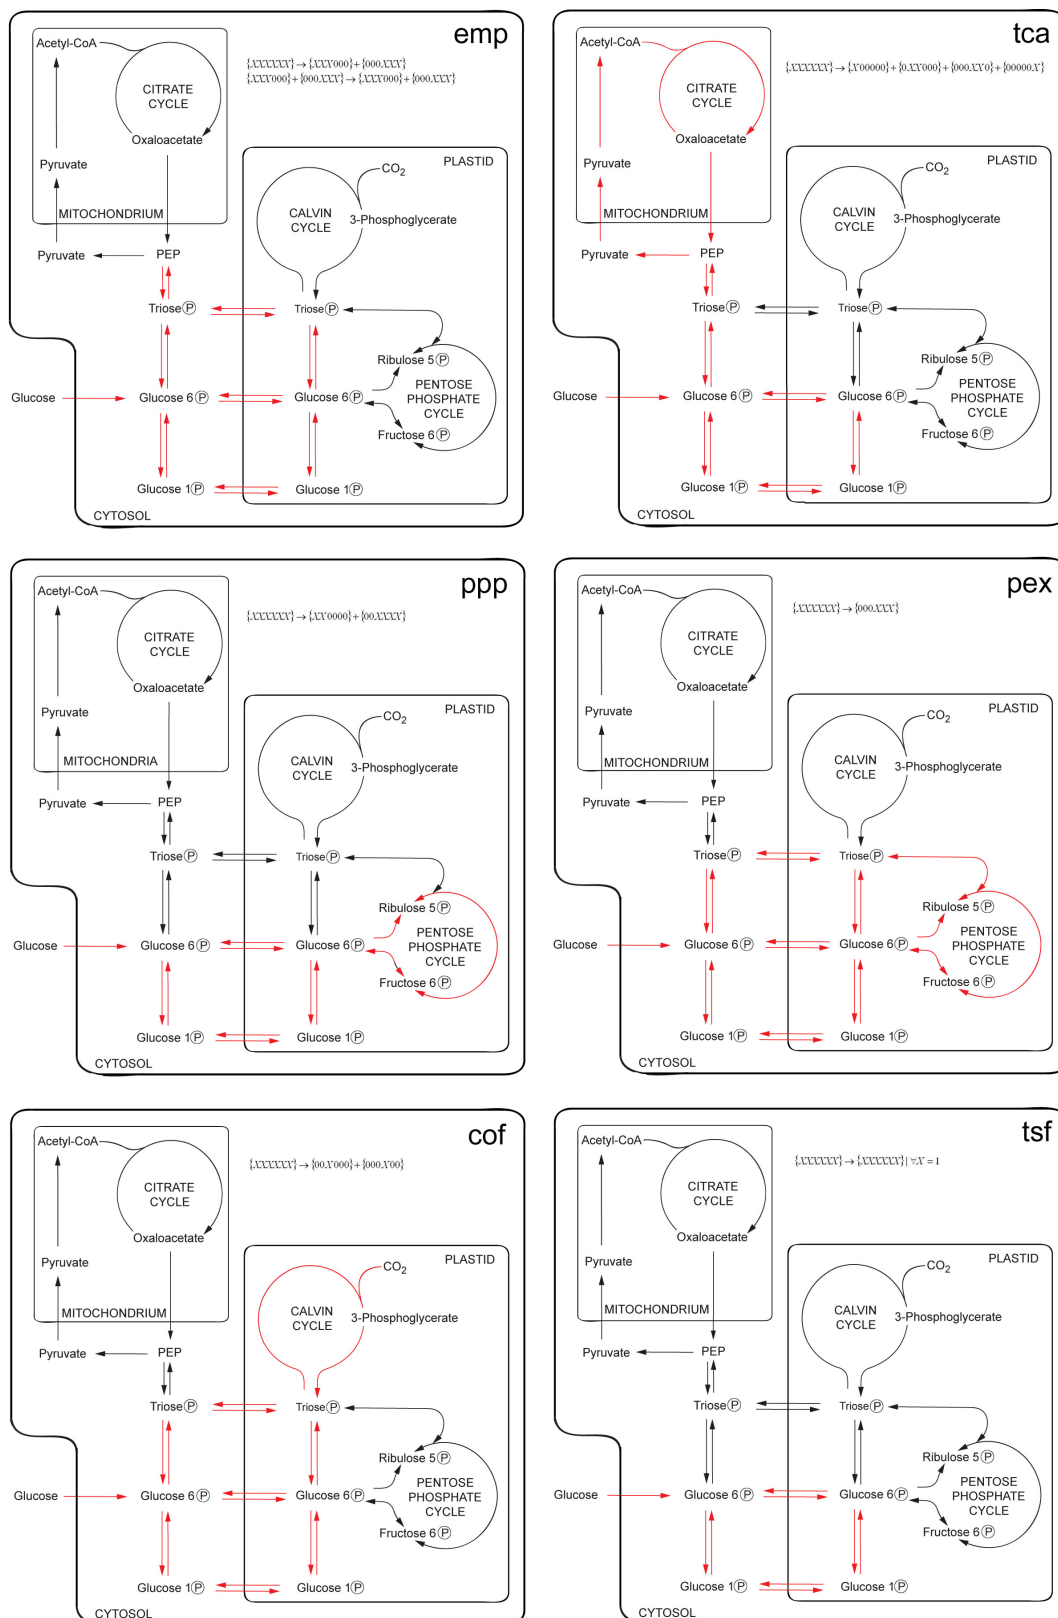 emp
{XXXXXX} → {XXX000} + {000XXX}
{XXX000} + {000XXX} → {XXX000} + {000XXX}
Acetyl-CoA
CITRATE
CYCLE
Oxaloacetate
Pyruvate
MITOCHONDRIUM
Pyruvate
PEP
PLASTID
CO2
CALVIN
CYCLE
3-Phosphoglycerate
Triose P
Triose P
Ribulose 5 P
Glucose
Glucose 6 P
Glucose 6 P
PENTOSE
PHOSPHATE
CYCLE
Fructose 6 P
Glucose 1 P
Glucose 1 P
CYTOSOL
tca
{XXXXXX} → {X00000} + {0XX000} + {000XX0} + {00000X}
Acetyl-CoA
CITRATE
CYCLE
Oxaloacetate
Pyruvate
MITOCHONDRIUM
Pyruvate
PEP
PLASTID
CO2
CALVIN
CYCLE
3-Phosphoglycerate
Triose P
Triose P
Ribulose 5 P
Glucose
Glucose 6 P
Glucose 6 P
PENTOSE
PHOSPHATE
CYCLE
Fructose 6 P
Glucose 1 P
Glucose 1 P
CYTOSOL
ppp
{XXXXXX} → {XX0000} + {00XXXX}
Acetyl-CoA
CITRATE
CYCLE
Oxaloacetate
Pyruvate
MITOCHONDRIA
Pyruvate
PEP
PLASTID
CO2
CALVIN
CYCLE
3-Phosphoglycerate
Triose P
Triose P
Ribulose 5 P
Glucose
Glucose 6 P
Glucose 6 P
PENTOSE
PHOSPHATE
CYCLE
Fructose 6 P
Glucose 1 P
Glucose 1 P
CYTOSOL
pex
{XXXXXX} → {000XXX}
Acetyl-CoA
CITRATE
CYCLE
Oxaloacetate
Pyruvate
MITOCHONDRIUM
Pyruvate
PEP
PLASTID
CO2
CALVIN
CYCLE
3-Phosphoglycerate
Triose P
Triose P
Ribulose 5 P
Glucose
Glucose 6 P
Glucose 6 P
PENTOSE
PHOSPHATE
CYCLE
Fructose 6 P
Glucose 1 P
Glucose 1 P
CYTOSOL
cof
{XXXXXX} → {00X000} + {000X00}
Acetyl-CoA
CITRATE
CYCLE
Oxaloacetate
Pyruvate
MITOCHONDRIUM
Pyruvate
PEP
PLASTID
CO2
CALVIN
CYCLE
3-Phosphoglycerate
Triose P
Triose P
Ribulose 5 P
Glucose
Glucose 6 P
Glucose 6 P
PENTOSE
PHOSPHATE
CYCLE
Fructose 6 P
Glucose 1 P
Glucose 1 P
CYTOSOL
tsf
{XXXXXX} → {XXXXXX} | ∀X = 1
Acetyl-CoA
CITRATE
CYCLE
Oxaloacetate
Pyruvate
MITOCHONDRIUM
Pyruvate
PEP
PLASTID
CO2
CALVIN
CYCLE
3-Phosphoglycerate
Triose P
Triose P
Ribulose 5 P
Glucose
Glucose 6 P
Glucose 6 P
PENTOSE
PHOSPHATE
CYCLE
Fructose 6 P
Glucose 1 P
Glucose 1 P
CYTOSOL